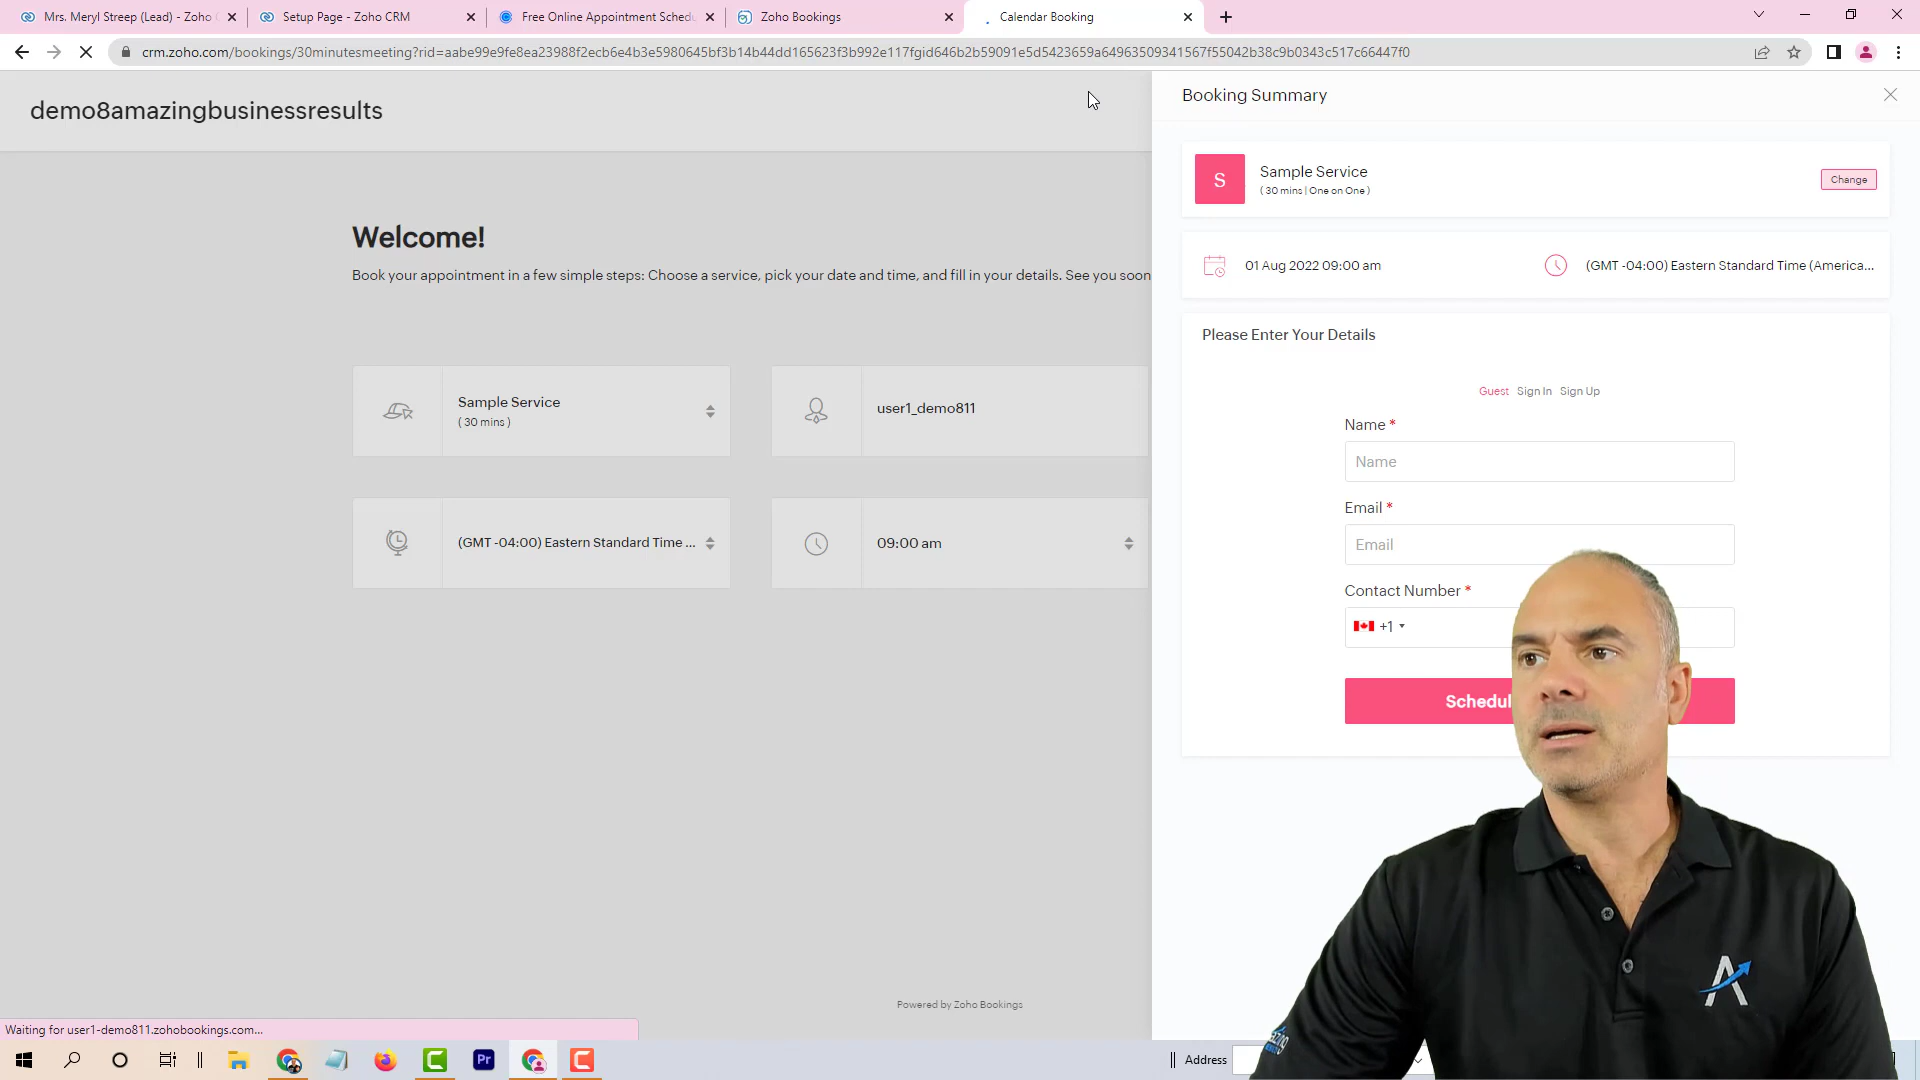 Mrs. Meryl Streep (Lead) - Zoho
Setup Page - Zoho CRM
Free Online Appointment Schedu
Zoho Bookings
Calendar Booking
crm.zoho.com/bookings/30minutesmeeting?rid=aabe99e9fe8ea23988f2ecb6e4b3e5980645bf3b14b44dd165623f3b992e117fgid646b2b59091e5d5423659a64963509341567f55042b38c9b0343c517c66447f0
demo8amazingbusinessresults
Booking Summary
S
Sample Service
( 30 mins | One on One )
Change
Welcome!
Book your appointment in a few simple steps: Choose a service, pick your date and time, and fill in your details. See you soon
01 Aug 2022 09:00 am
(GMT -04:00) Eastern Standard Time (America...
Please Enter Your Details
Guest Sign In Sign Up
Name *
Name
Email *
Email
Contact Number *
+1
Schedul
Sample Service
( 30 mins )
user1_demo811
(GMT -04:00) Eastern Standard Time ...
09:00 am
Powered by Zoho Bookings
Waiting for user1-demo811.zohobookings.com...
Pr
Address